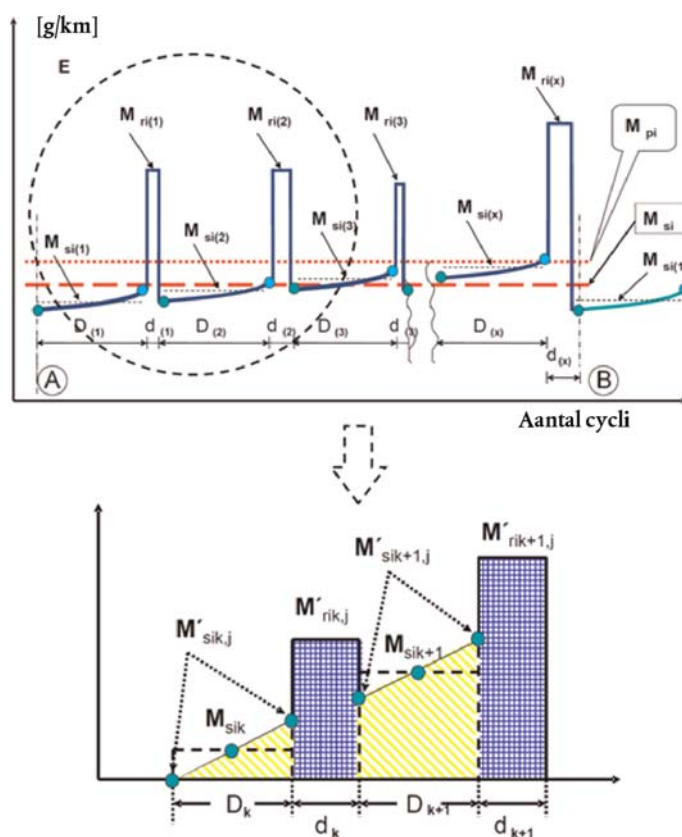 [g/km]
E
M ri(x)
M ri(1)
M ri(2)
M ri(3)
M pi
M si(1)
M si(2)
M si(3)
M si(x)
M si
M si(1
D (1) d (1) D (2) d (2) D (3) d (3) D (x)
d (x)
A B
Aantal cycli
M´ sik+1,j M´ rik+1,j
M´ sik,j M´ rik,j
M sik+1
M sik
D k D k+1
d k d k+1